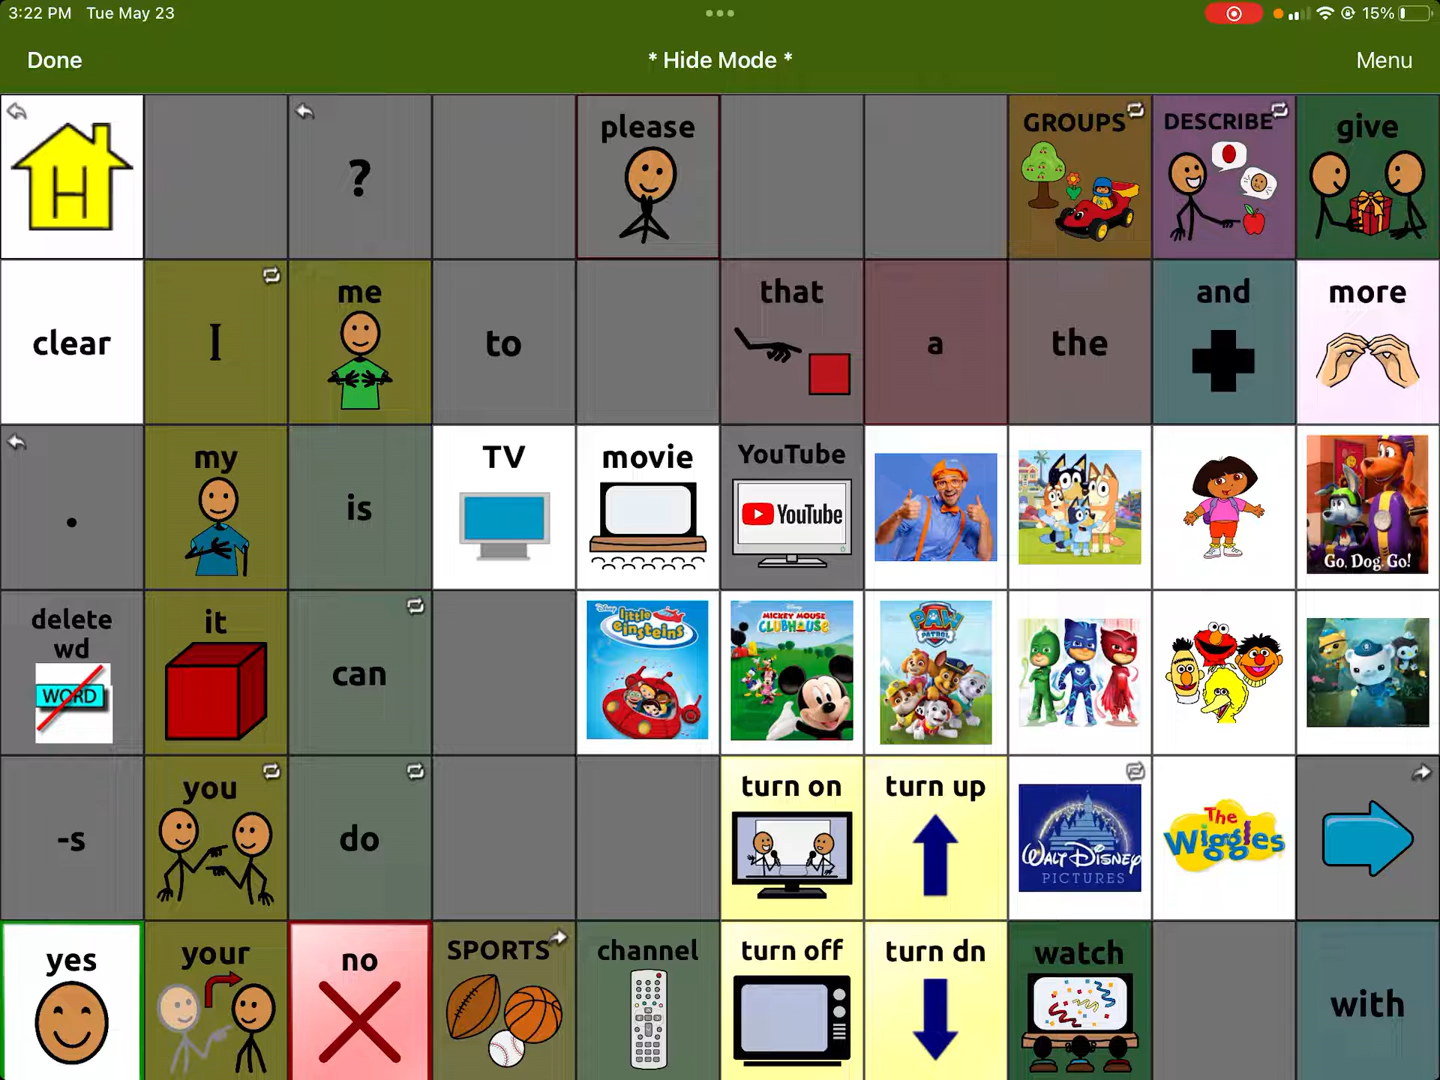 3:22 PM Tue May 23
15%
Done
* Hide Mode *
Menu
H
?
please
GROUPS
DESCRIBE
give
clear
I
me
to
that
a
the
and
more
.
my
is
TV
movie
YouTube
YouTube
Go, Dog. Go!
delete wd
WORD
it
can
Disney
little einsteins
Disney
MICKEY MOUSE
CLUBHOUSE
PAW
PATROL
-s
you
do
turn on
turn up
WALT DISNEY
PICTURES
The
Wiggles
yes
your
no
SPORTS
channel
turn off
turn dn
watch
with